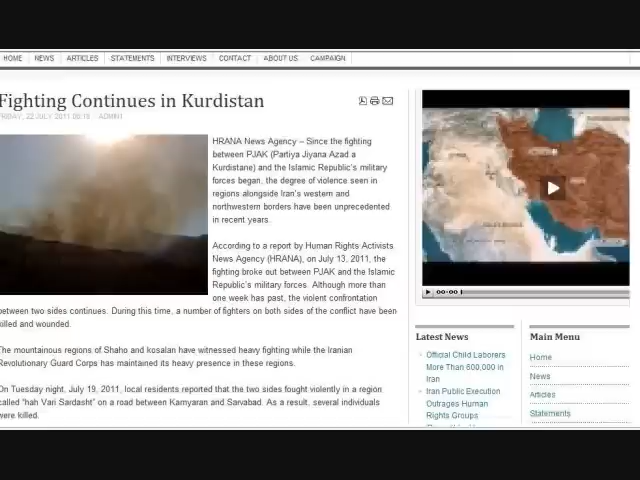 HOME NEWS ARTICLES STATEMENTS INTERVIEWS CONTACT ABOUT US CAMPAIGN
Fighting Continues in Kurdistan
FRIDAY, 22 JULY 2011 00:19 ADMIN1
HRANA News Agency – Since the fighting
between PJAK (Partiya Jiyana Azad a
Kurdistane) and the Islamic Republic's military
forces began, the degree of violence seen in
regions alongside Iran's western and
northwestern borders have been unprecedented
in recent years.
According to a report by Human Rights Activists
News Agency (HRANA), on July 13, 2011, the
fighting broke out between PJAK and the Islamic
Republic's military forces. Although more than
one week has past, the violent confrontation
between two sides continues. During this time, a number of fighters on both sides of the conflict have been
killed and wounded.
The mountainous regions of Shaho and kosalan have witnessed heavy fighting while the Iranian
Revolutionary Guard Corps has maintained its heavy presence in these regions.
On Tuesday night, July 19, 2011, local residents reported that the two sides fought violently in a region
called "hah Vari Sardasht" on a road between Kamyaran and Sarvabad. As a result, several individuals
were killed.
00:00
Latest News
Official Child Laborers
More Than 600,000 in
Iran
Iran Public Execution
Outrages Human
Rights Groups
Main Menu
Home
News
Articles
Statements